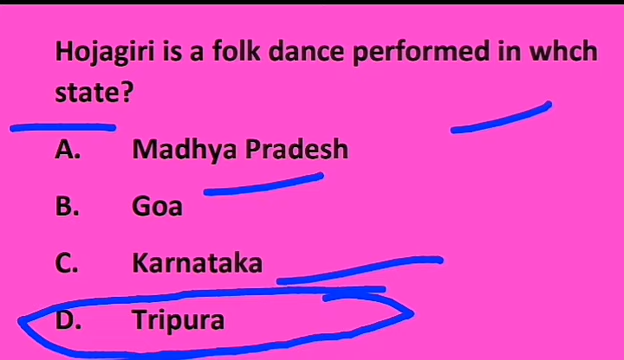 Hojagiri is a folk dance performed in whch
state?
A. Madhya Pradesh
B. Goa
C. Karnataka
D. Tripura